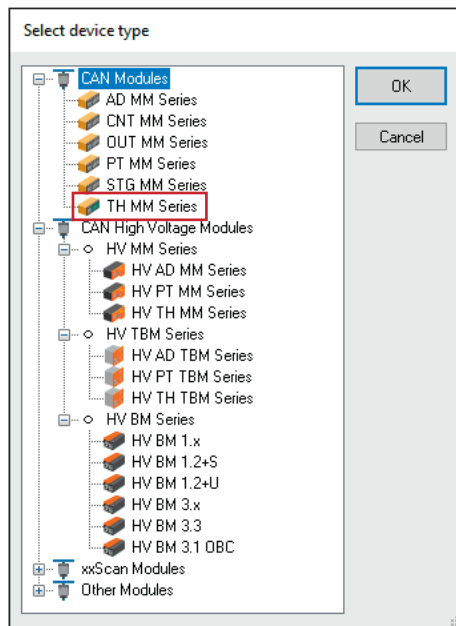 Select device type
CAN Modules
AD MM Series
CNT MM Series
OUT MM Series
PT MM Series
STG MM Series
TH MM Series
CAN High Voltage Modules
HV MM Series
HV AD MM Series
HV PT MM Series
HV TH MM Series
HV TBM Series
HV AD TBM Series
HV PT TBM Series
HV TH TBM Series
HV BM Series
HV BM 1.x
HV BM 1.2+S
HV BM 1.2+U
HV BM 3.x
HV BM 3.3
HV BM 3.1 OBC
xxScan Modules
Other Modules
OK
Cancel